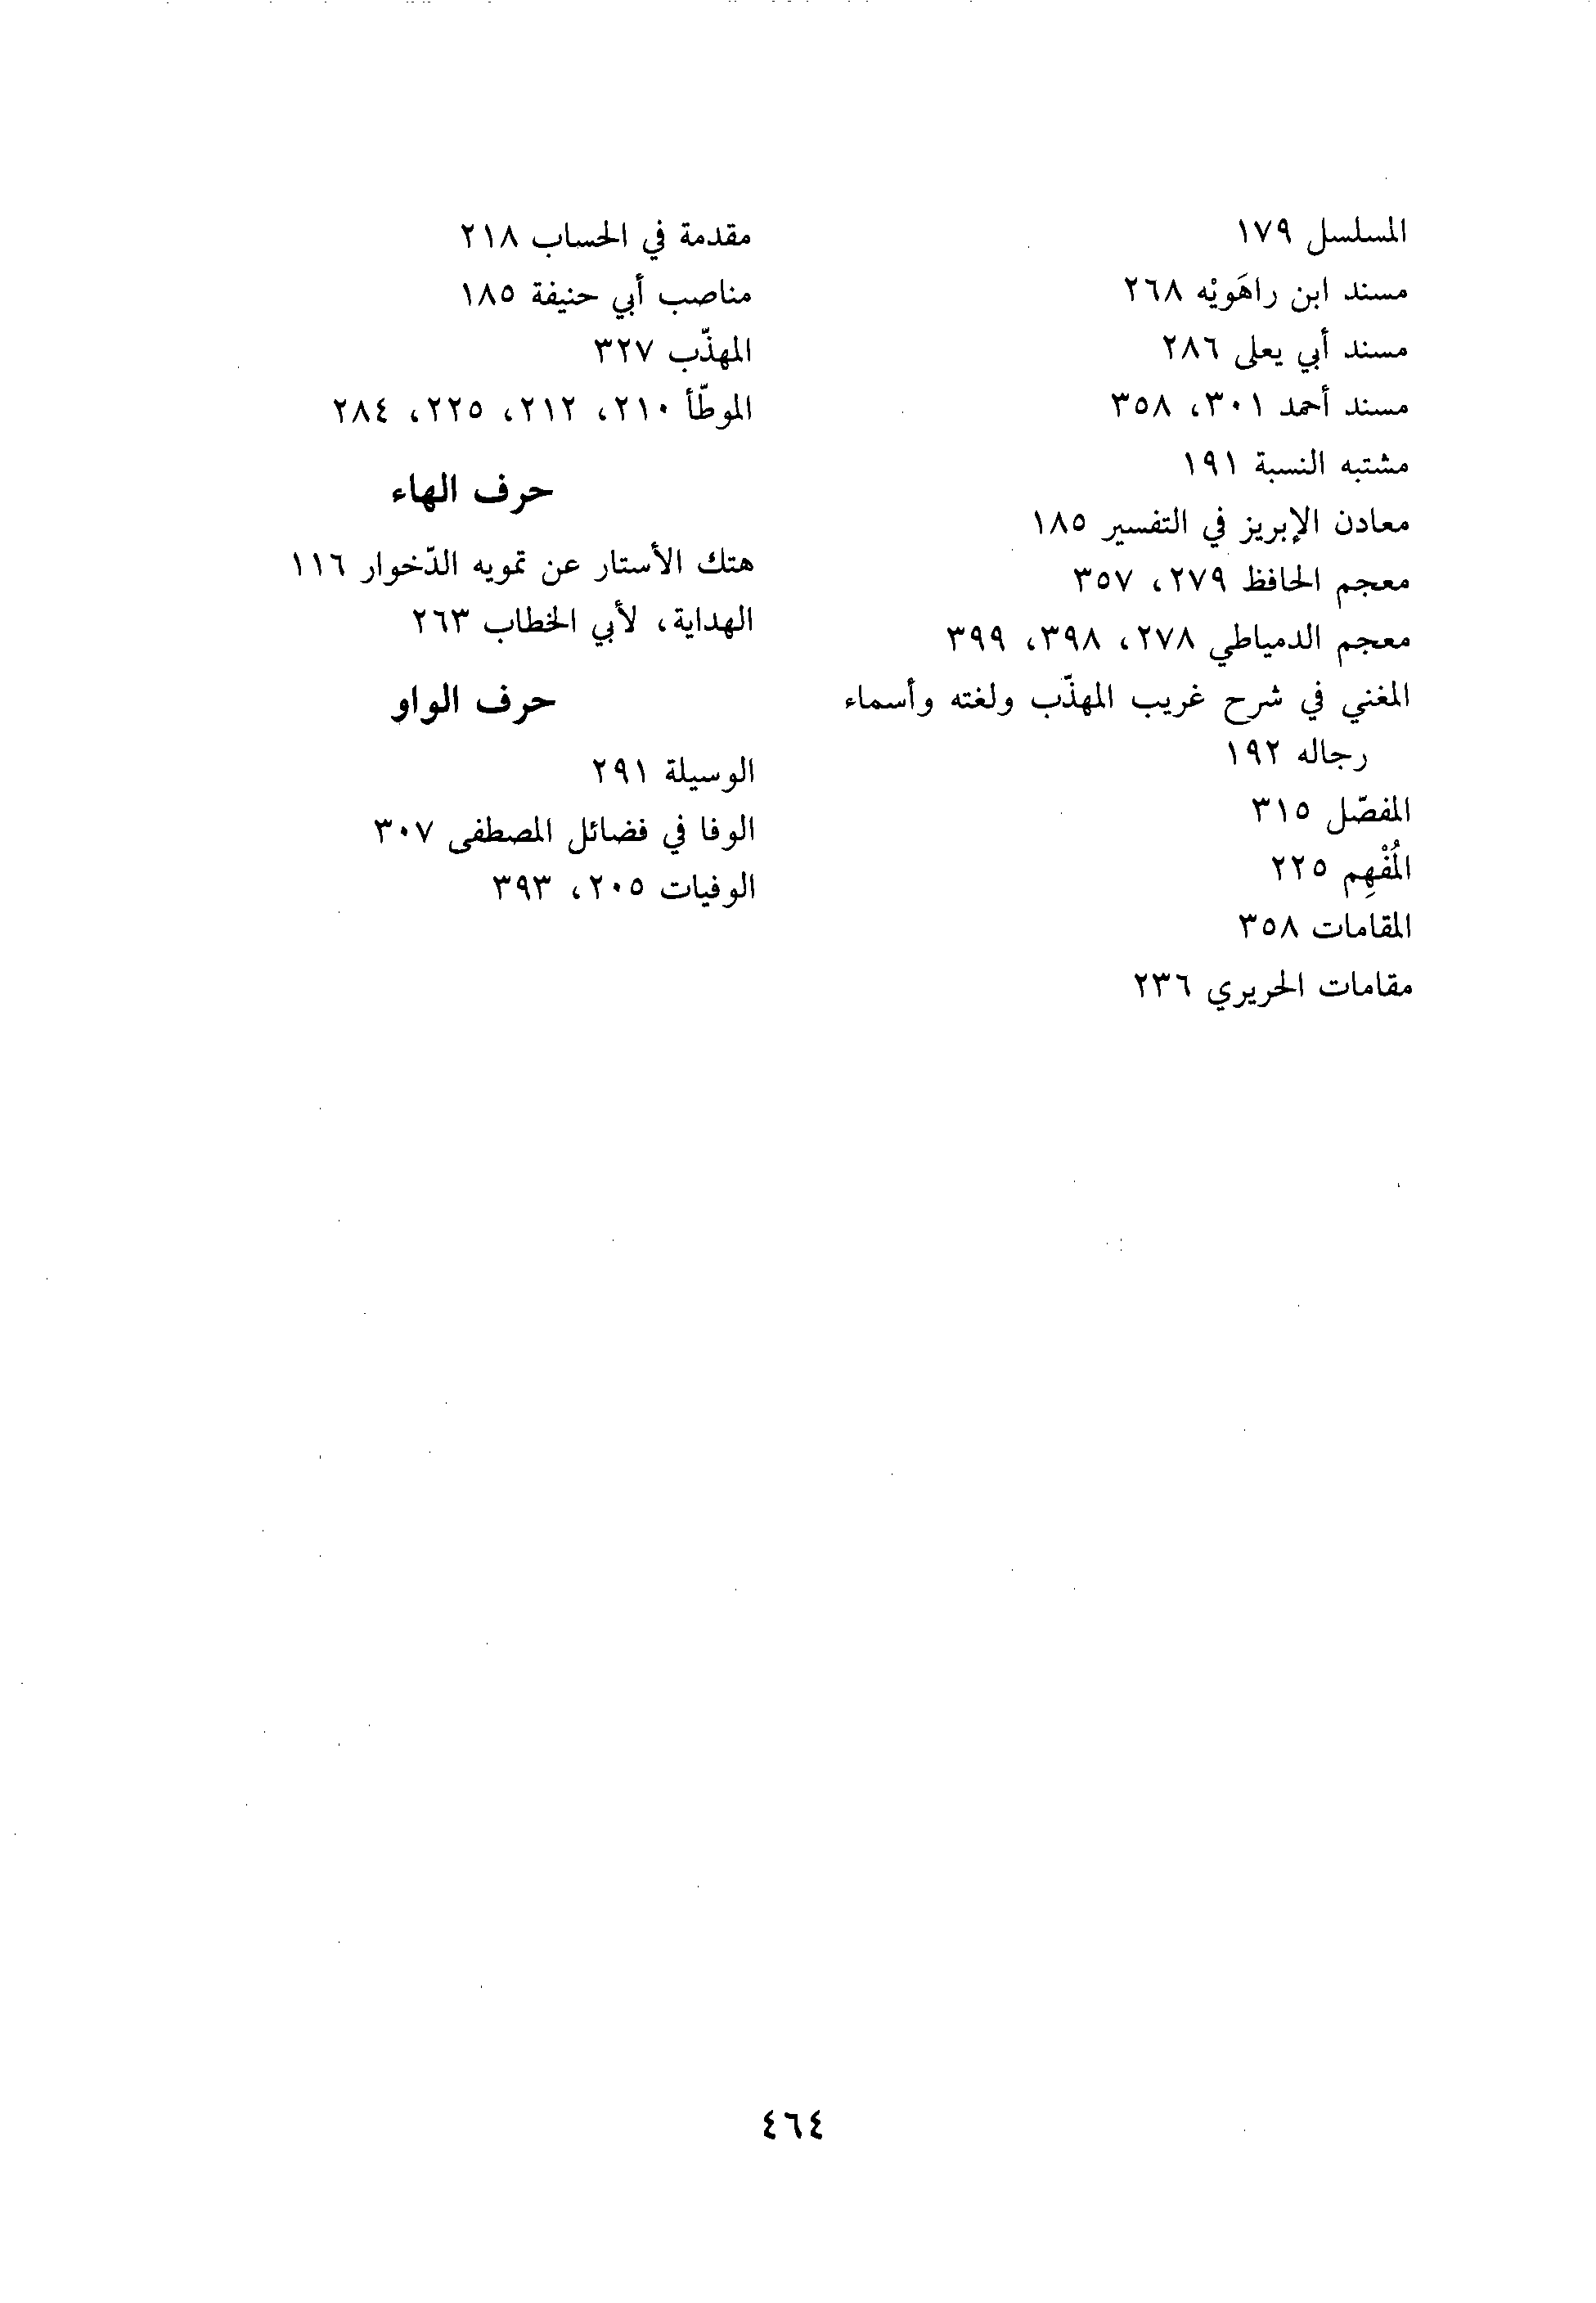 المسلسل ١٧٩
مسند ابن راهَويْه ٢٦٨
مسند أبي يعلى ٢٨٦
مسند أحمد ٣٠١، ٣٥٨
مشتبه النسبة ١٩١
معادن الإبريز في التفسير ١٨٥
معجم الحافظ ٢٧٩، ٣٥٧
معجم الدمياطي ٢٧٨، ٣٩٨، ٣٩٩
المغني في شرح غريب المهذّب ولغته وأسماء
رجاله ١٩٢
المفصّل ٣١٥
المُفْهِم ٢٢٥
المقامات ٣٥٨
مقامات الحريري ٢٣٦
مقدمة في الحساب ٢١٨
مناصب أبي حنيفة ١٨٥
المهذّب ٣٢٧
الموطّأ ٢١٠، ٢١٢، ٢٢٥، ٢٨٤
حرف الهاء
هتك الأستار عن تمويه الدّخوار ١١٦
الهداية، لأبي الخطاب ٢٦٣
حرف الواو
الوسيلة ٢٩١
الوفا في فضائل المصطفى ٣٠٧
الوفيات ٢٠٥، ٣٩٣
٤٦٤